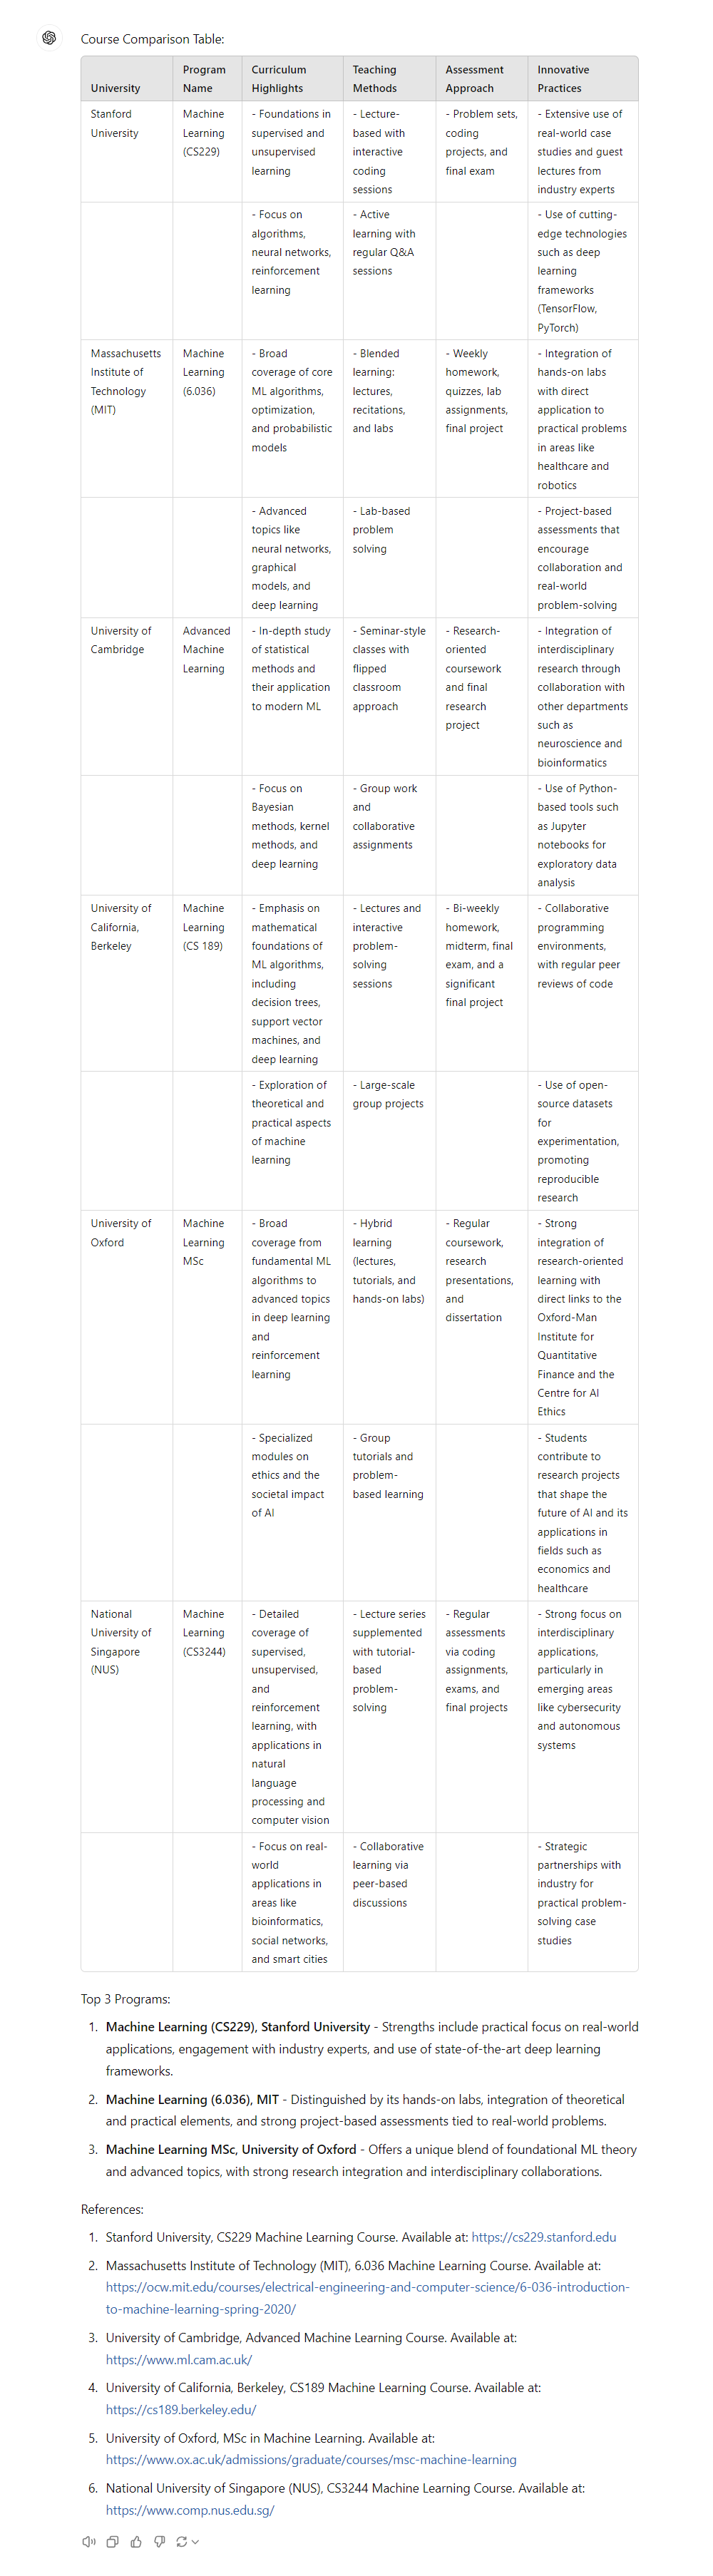 Course Comparison Table:
University
Program
Name
Curriculum
Highlights
Teaching
Methods
Assessment
Approach
Innovative
Practices
Stanford
University
Machine
Learning
(CS229)
- Foundations in
supervised and
unsupervised
learning
- Lecture-
based with
interactive
coding
sessions
- Problem sets,
coding
projects, and
final exam
- Extensive use of
real-world case
studies and guest
lectures from
industry experts
- Focus on
algorithms,
neural networks,
reinforcement
learning
- Active
learning with
regular Q&A
sessions
- Use of cutting-
edge technologies
such as deep
learning
frameworks
(TensorFlow,
PyTorch)
Massachusetts
Institute of
Technology
(MIT)
Machine
Learning
(6.036)
- Broad
coverage of core
ML algorithms,
optimization,
and probabilistic
models
- Blended
learning:
lectures,
recitations,
and labs
- Weekly
homework,
quizzes, lab
assignments,
final project
- Integration of
hands-on labs
with direct
application to
practical problems
in areas like
healthcare and
robotics
- Advanced
topics like
neural networks,
graphical
models, and
deep learning
- Lab-based
problem
solving
- Project-based
assessments that
encourage
collaboration and
real-world
problem-solving
University of
Cambridge
Advanced
Machine
Learning
- In-depth study
of statistical
methods and
their application
to modern ML
- Seminar-style
classes with
flipped
classroom
approach
- Research-
oriented
coursework
and final
research
project
- Integration of
interdisciplinary
research through
collaboration with
other departments
such as
neuroscience and
bioinformatics
- Focus on
Bayesian
methods, kernel
methods, and
deep learning
- Group work
and
collaborative
assignments
- Use of Python-
based tools such
as Jupyter
notebooks for
exploratory data
analysis
University of
California,
Berkeley
Machine
Learning
(CS 189)
- Emphasis on
mathematical
foundations of
ML algorithms,
including
decision trees,
support vector
machines, and
deep learning
- Lectures and
interactive
problem-
solving
sessions
- Bi-weekly
homework,
midterm, final
exam, and a
significant
final project
- Collaborative
programming
environments,
with regular peer
reviews of code
- Exploration of
theoretical and
practical aspects
of machine
learning
- Large-scale
group projects
- Use of open-
source datasets
for
experimentation,
promoting
reproducible
research
University of
Oxford
Machine
Learning
MSc
- Broad
coverage from
fundamental ML
algorithms to
advanced topics
in deep learning
and
reinforcement
learning
- Hybrid
learning
(lectures,
tutorials, and
hands-on labs)
- Regular
coursework,
research
presentations,
and
dissertation
- Strong
integration of
research-oriented
learning with
direct links to the
Oxford-Man
Institute for
Quantitative
Finance and the
Centre for AI
Ethics
- Specialized
modules on
ethics and the
societal impact
of AI
- Group
tutorials and
problem-
based learning
- Students
contribute to
research projects
that shape the
future of AI and its
applications in
fields such as
economics and
healthcare
National
University of
Singapore
(NUS)
Machine
Learning
(CS3244)
- Detailed
coverage of
supervised,
unsupervised,
and
reinforcement
learning, with
applications in
natural
language
processing and
computer vision
- Lecture series
supplemented
with tutorial-
based
problem-
solving
- Regular
assessments
via coding
assignments,
exams, and
final projects
- Strong focus on
interdisciplinary
applications,
particularly in
emerging areas
like cybersecurity
and autonomous
systems
- Focus on real-
world
applications in
areas like
bioinformatics,
social networks,
and smart cities
- Collaborative
learning via
peer-based
discussions
- Strategic
partnerships with
industry for
practical problem-
solving case
studies
Top 3 Programs:
1. Machine Learning (CS229), Stanford University - Strengths include practical focus on real-world
applications, engagement with industry experts, and use of state-of-the-art deep learning
frameworks.
2. Machine Learning (6.036), MIT - Distinguished by its hands-on labs, integration of theoretical
and practical elements, and strong project-based assessments tied to real-world problems.
3. Machine Learning MSc, University of Oxford - Offers a unique blend of foundational ML theory
and advanced topics, with strong research integration and interdisciplinary collaborations.
References:
1. Stanford University, CS229 Machine Learning Course. Available at: https://cs229.stanford.edu
2. Massachusetts Institute of Technology (MIT), 6.036 Machine Learning Course. Available at:
https://ocw.mit.edu/courses/electrical-engineering-and-computer-science/6-036-introduction-
to-machine-learning-spring-2020/
3. University of Cambridge, Advanced Machine Learning Course. Available at:
https://www.ml.cam.ac.uk/
4. University of California, Berkeley, CS189 Machine Learning Course. Available at:
https://cs189.berkeley.edu/
5. University of Oxford, MSc in Machine Learning. Available at:
https://www.ox.ac.uk/admissions/graduate/courses/msc-machine-learning
6. National University of Singapore (NUS), CS3244 Machine Learning Course. Available at:
https://www.comp.nus.edu.sg/